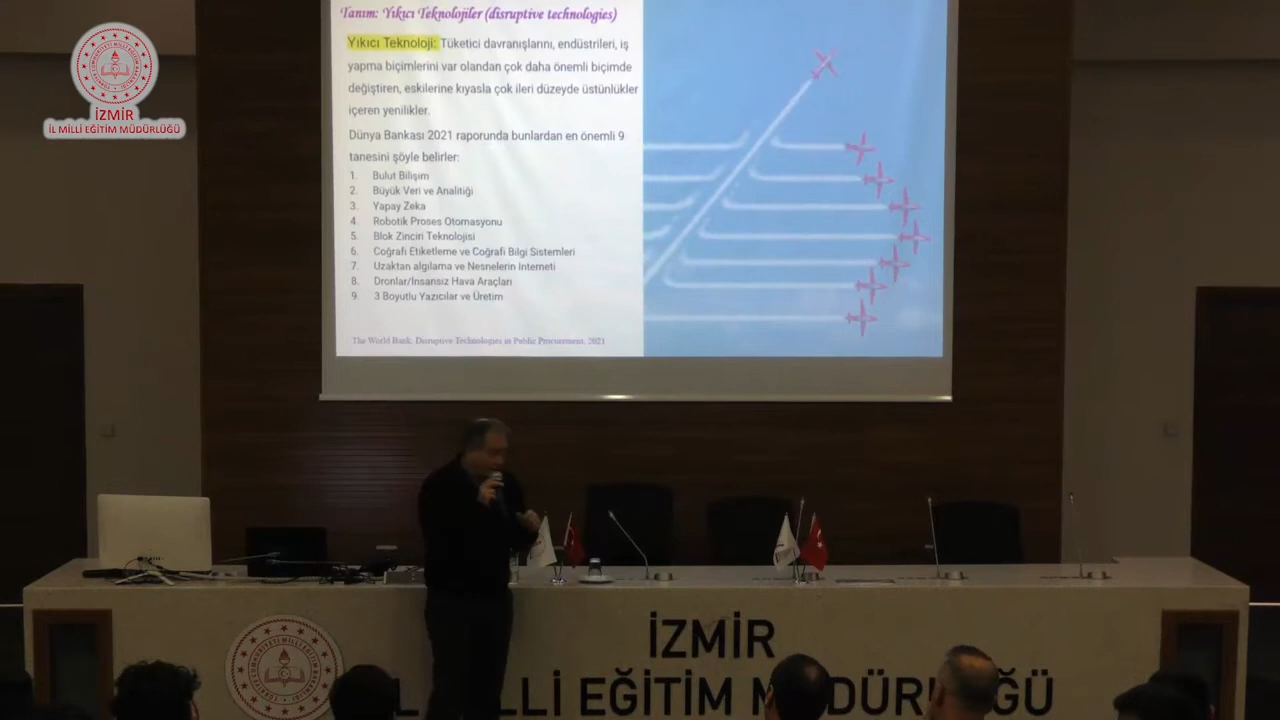 Tanım: Yıkıcı Teknolojiler (disruptive technologies)
Yıkıcı Teknoloji: Tüketici davranışlarını, endüstrileri, iş
yapma biçimlerini var olandan çok daha önemli biçimde
değiştiren, eskilerine kıyasla çok ileri düzeyde üstünlükler
içeren yenilikler.
Dünya Bankası 2021 raporunda bunlardan en önemli 9
tanesini şöyle belirler:
1. Bulut Bilişim
2. Büyük Veri ve Analitiği
3. Yapay Zeka
4. Robotik Proses Otomasyonu
5. Blok Zinciri Teknolojisi
6. Coğrafi Etiketleme ve Coğrafi Bilgi Sistemleri
7. Uzaktan algılama ve Nesnelerin İnterneti
8. Dronlar/İnsansız Hava Araçları
9. 3 Boyutlu Yazıcılar ve Üretim
The World Bank, Disruptive Technologies in Public Procurement, 2021
İZMİR
İL MİLLİ EĞİTİM MÜDÜRLÜĞÜ
İZMİR
MİLLİ EĞİTİM MÜDÜRLÜĞÜ